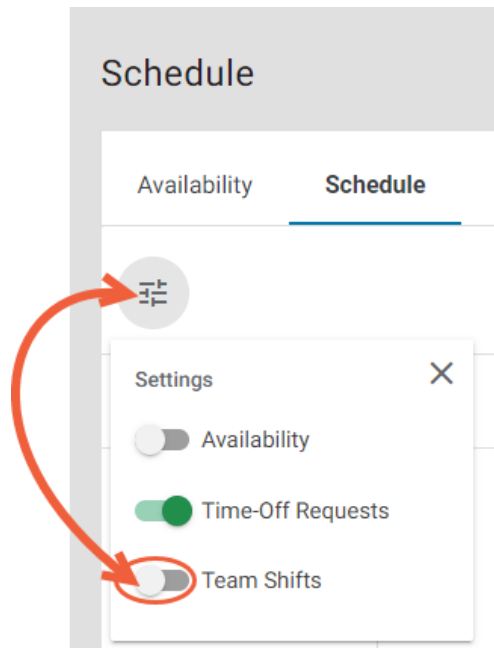 Schedule
Availability Schedule
Settings
Availability
Time-Off Requests
Team Shifts